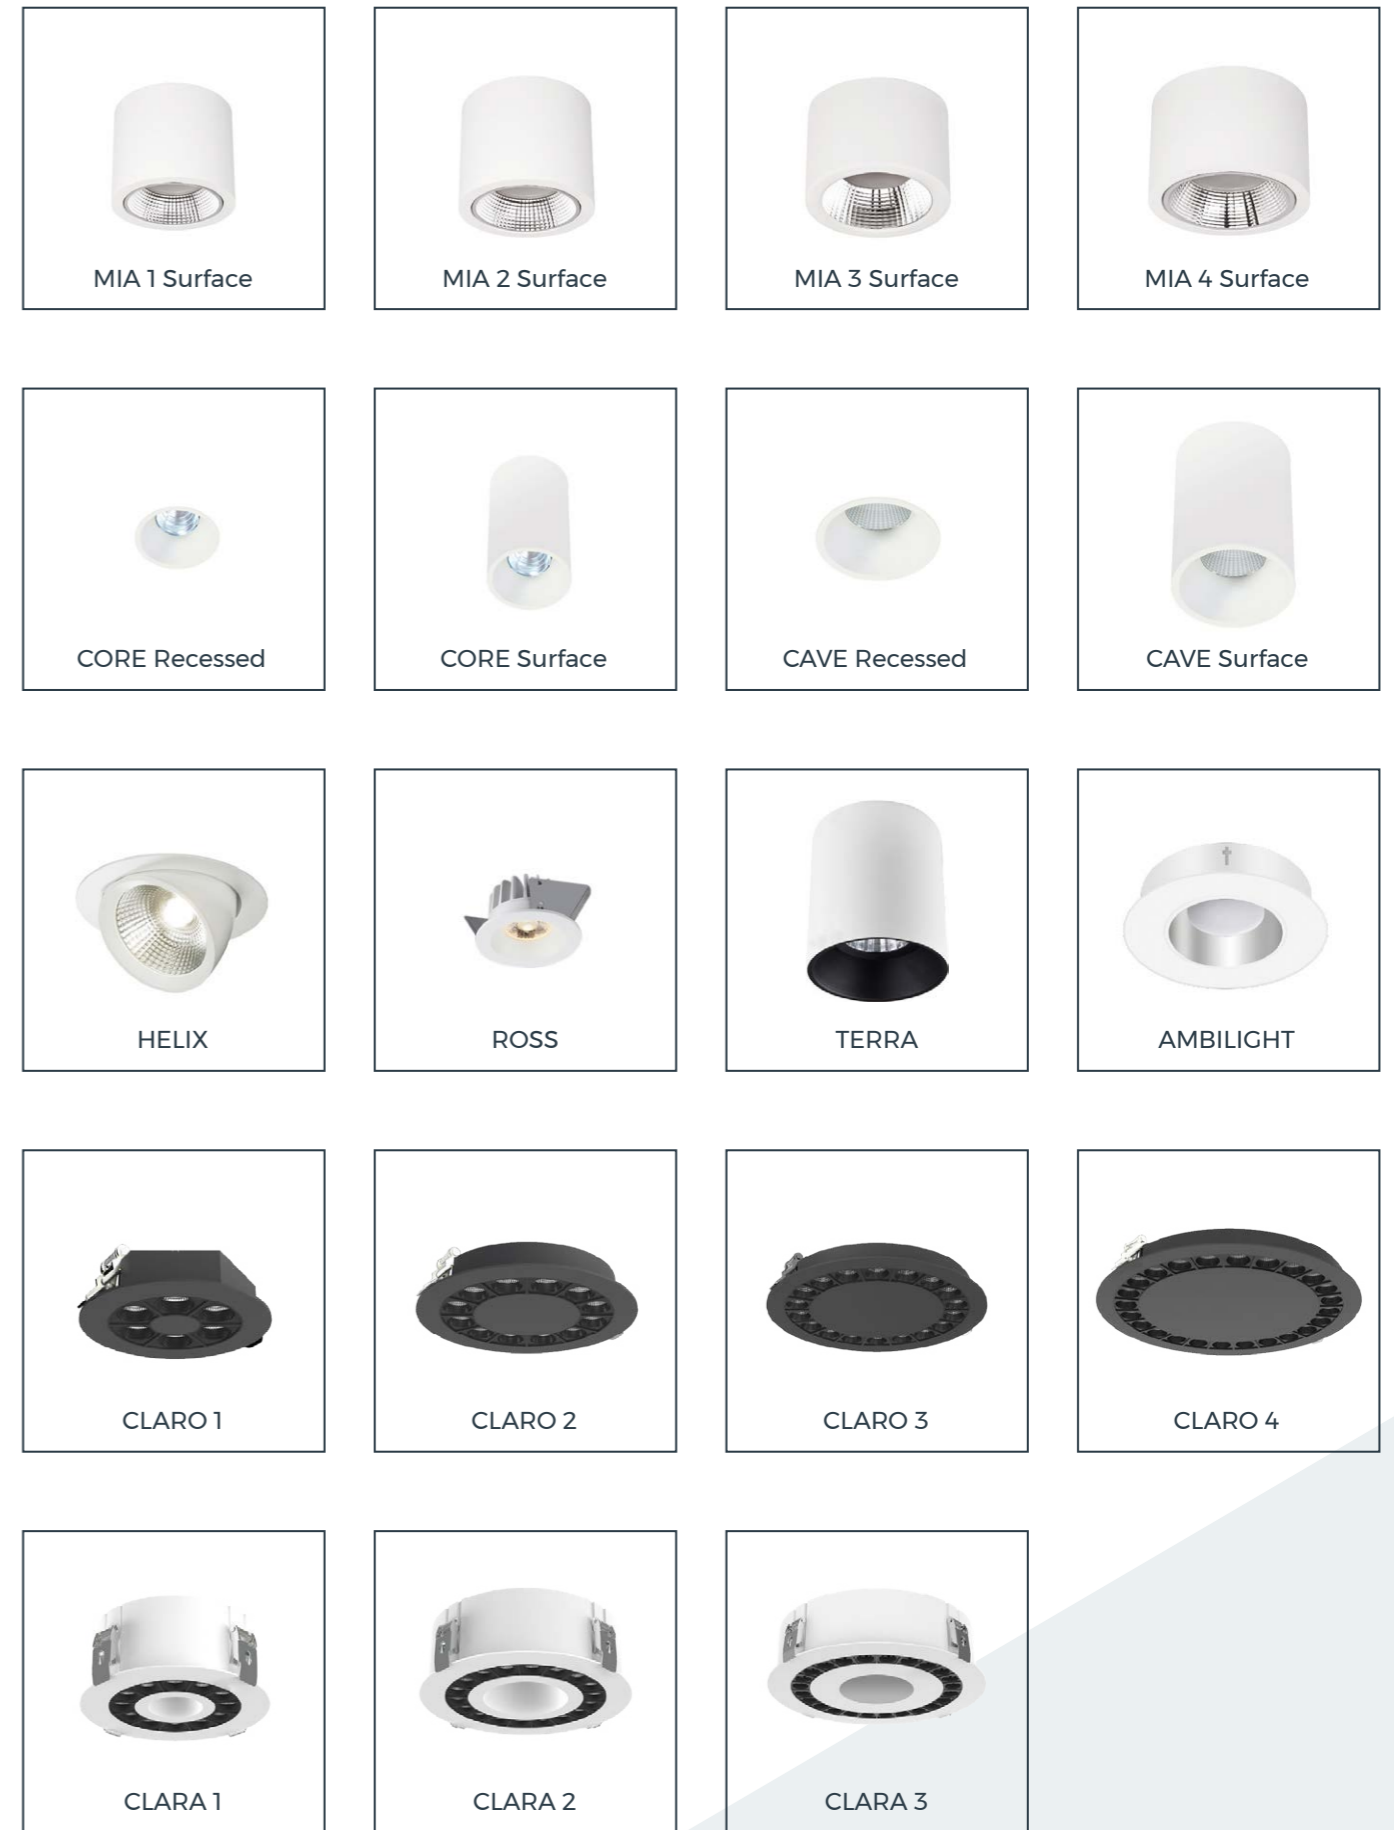 MIA 1 Surface
MIA 2 Surface
MIA 3 Surface
MIA 4 Surface
CORE Recessed
CORE Surface
CAVE Recessed
CAVE Surface
HELIX
ROSS
TERRA
AMBILIGHT
CLARO 1
CLARO 2
CLARO 3
CLARO 4
CLARA 1
CLARA 2
CLARA 3